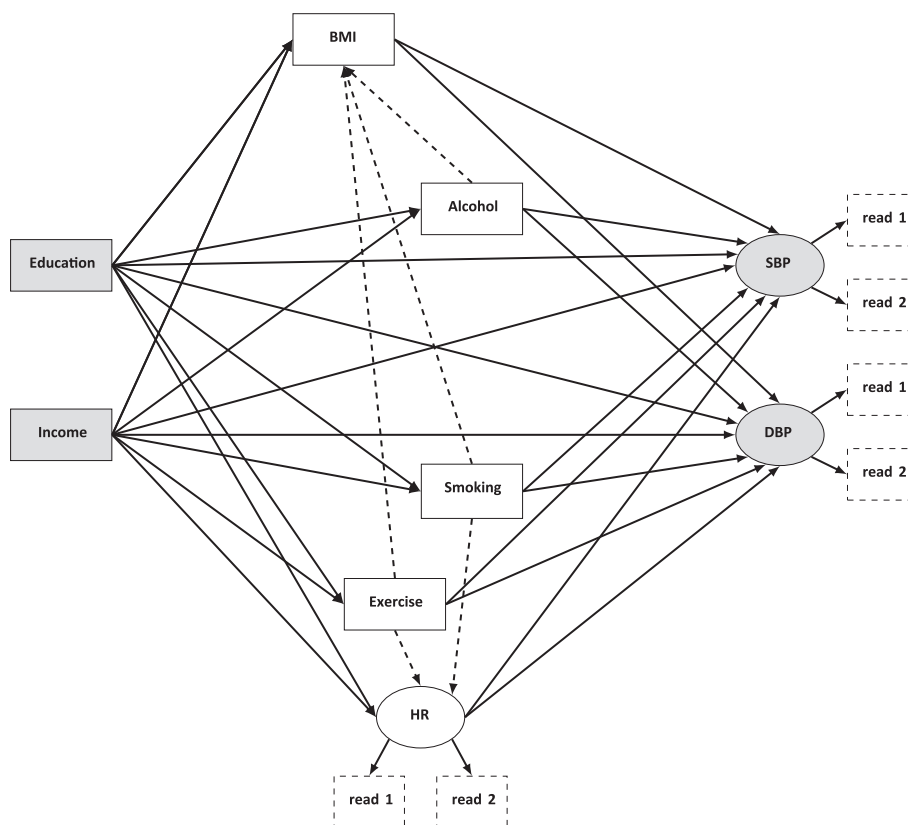 BMI
Alcohol
read 1
Education
SBP
read 2
read 1
Income
DBP
read 2
Smoking
Exercise
HR
read 1
read 2